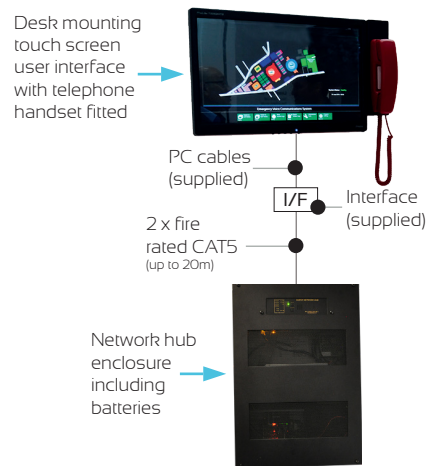 Desk mounting
touch screen
user interface
with telephone
handset fitted
Emergency Voice Communications System
PC cables
(supplied)
I/F
Interface
(supplied)
2 x fire
rated CAT5
(up to 20m)
Network hub
enclosure
including
batteries